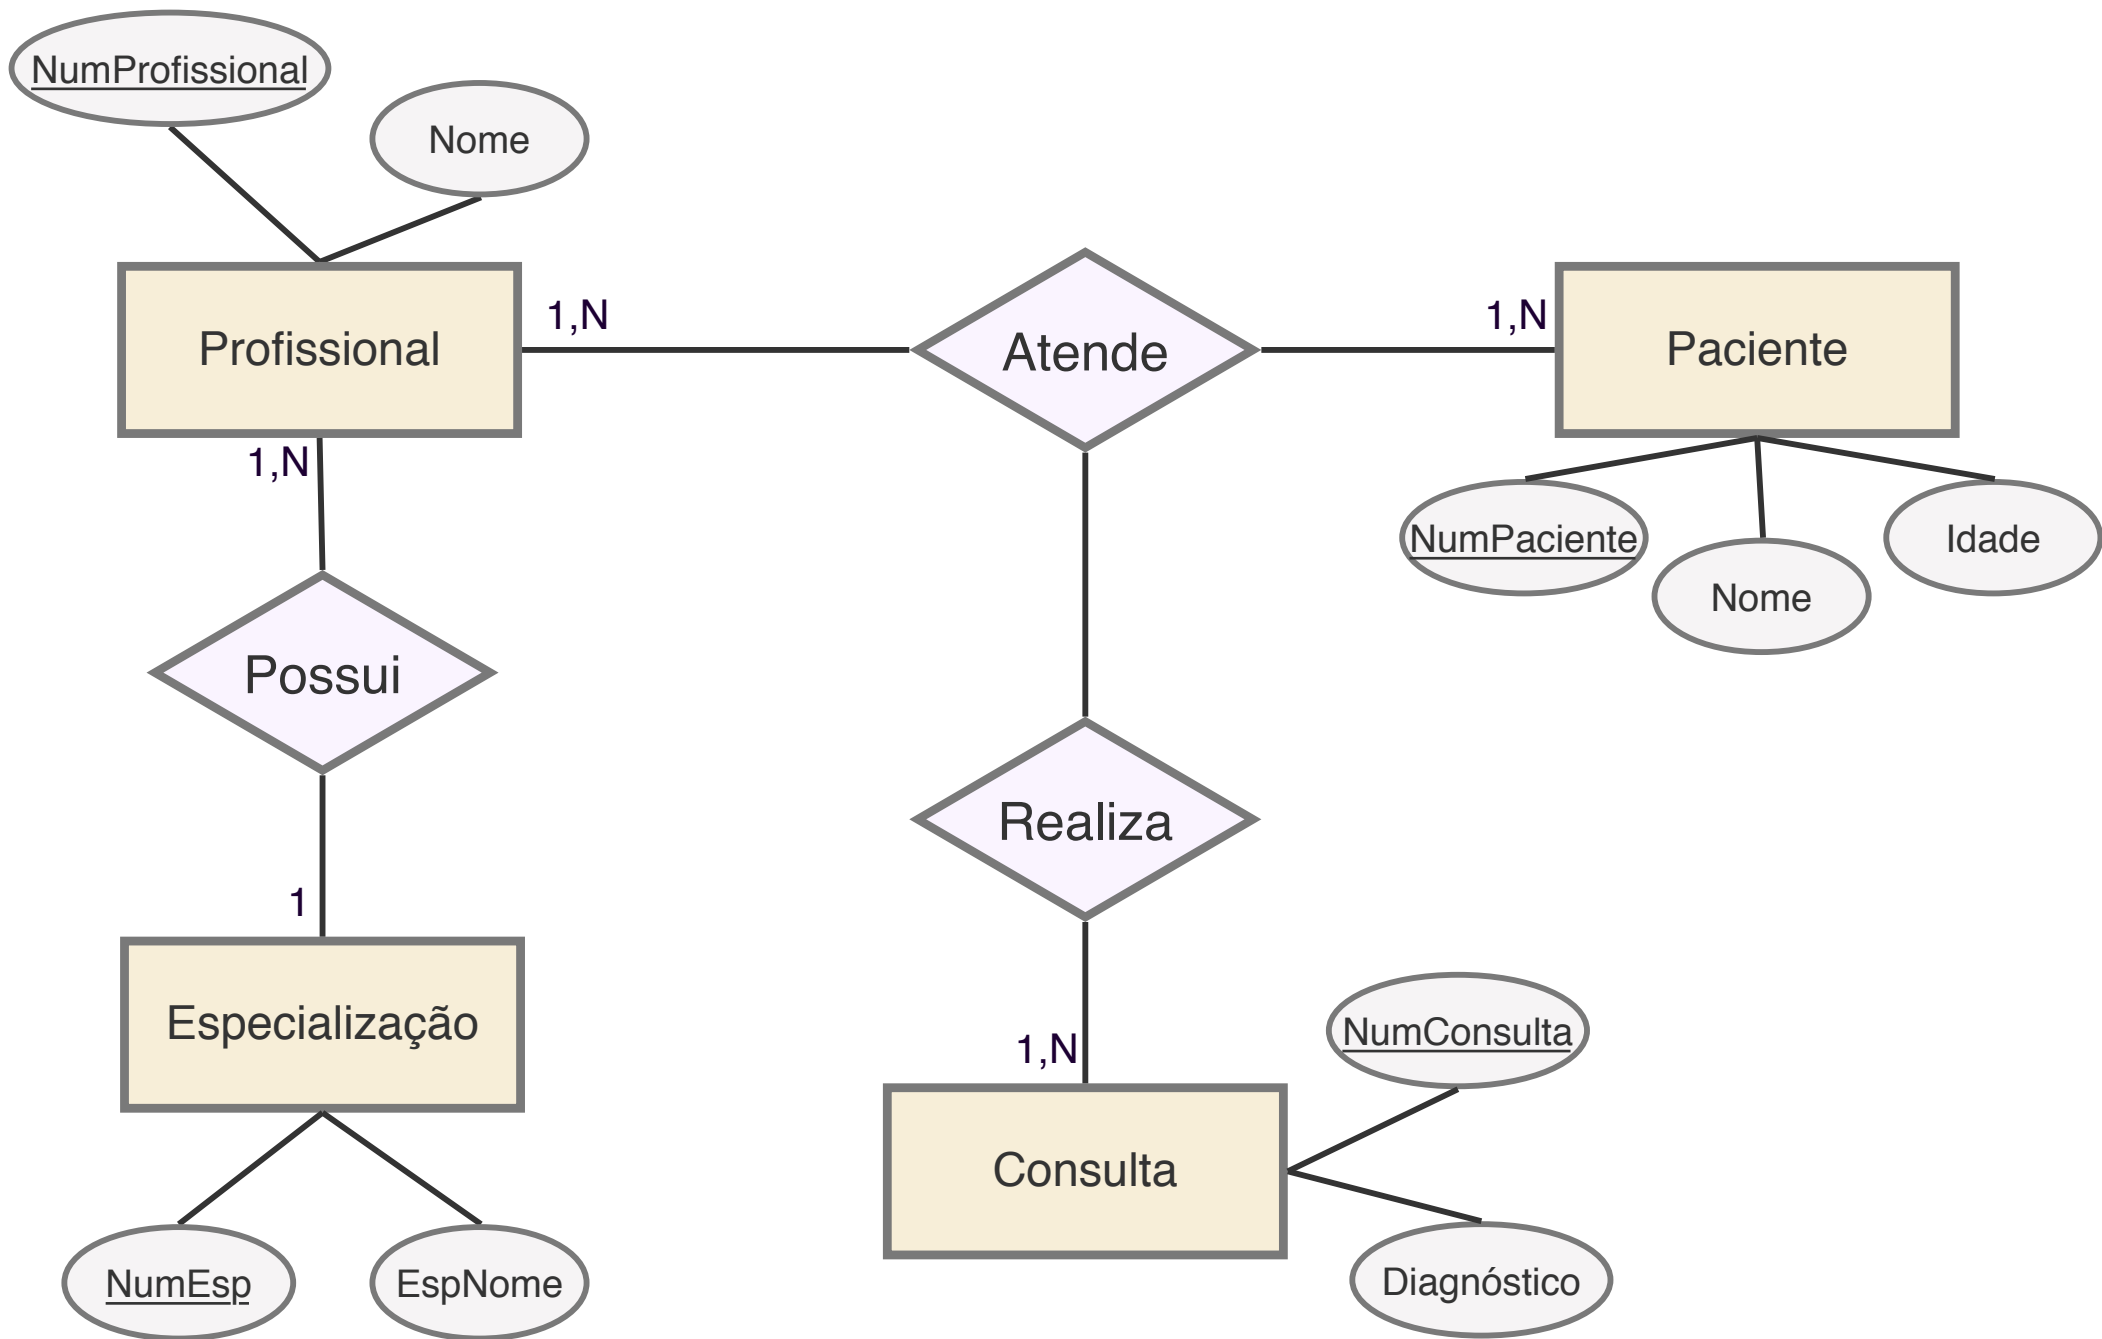 NumProfissional
Nome
Profissional
1,N
Atende
1,N
Paciente
1,N
NumPaciente
Nome
Idade
Possui
Realiza
1
Especialização
1,N
NumConsulta
Consulta
NumEsp
EspNome
Diagnóstico